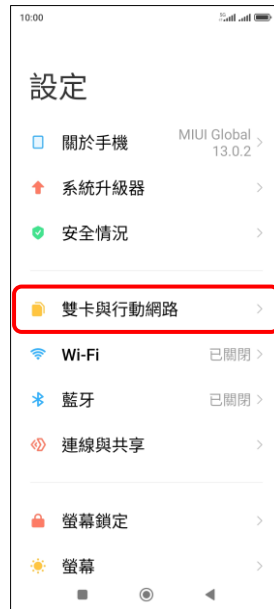 10:00
5G
設定
關於手機
MIUI Global
13.0.2
系統升級器
安全情況
雙卡與行動網路
Wi-Fi
已關閉
藍牙
已關閉
連線與共享
螢幕鎖定
螢幕